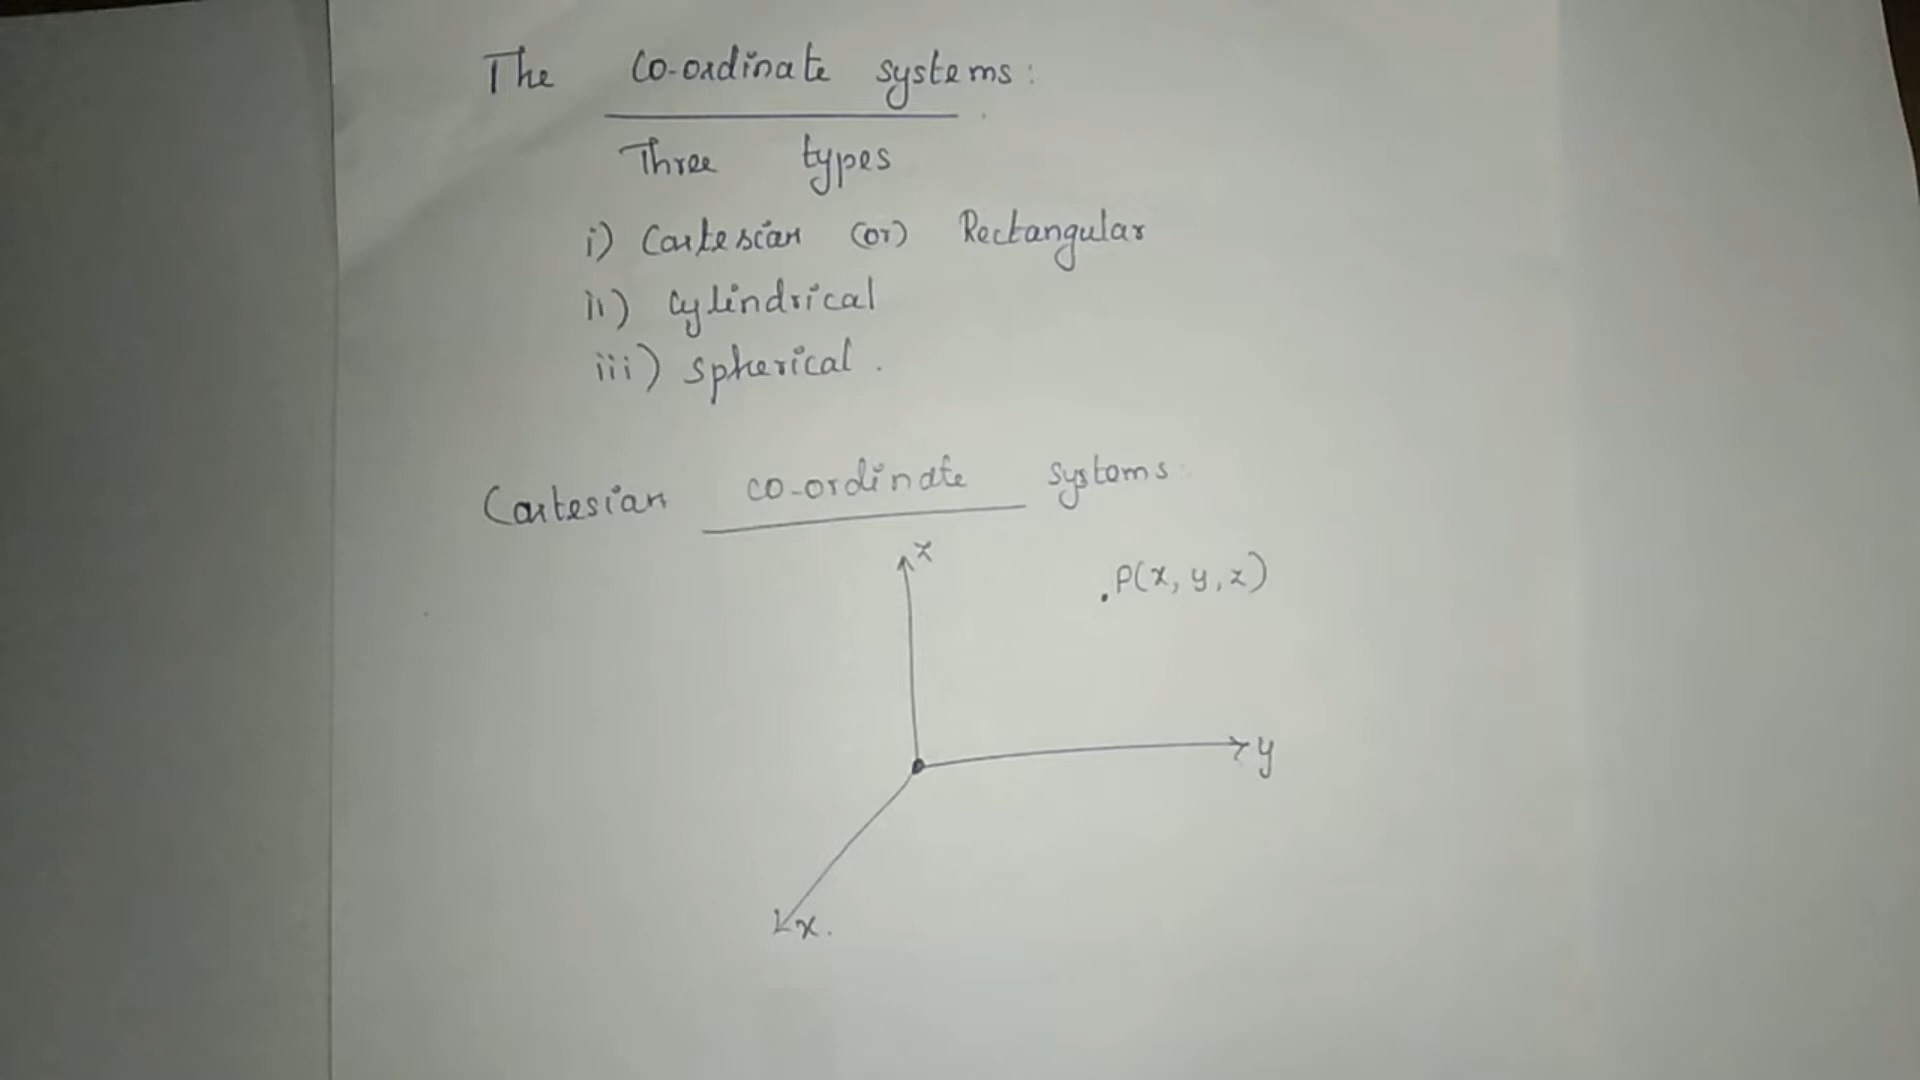 The Co-ordinate systems:
Three types
i) Cartesian (or) Rectangular
ii) Cylindrical
iii) Spherical.
Cartesian co-ordinate systems:
z
.P(x, y, z)
y
x.